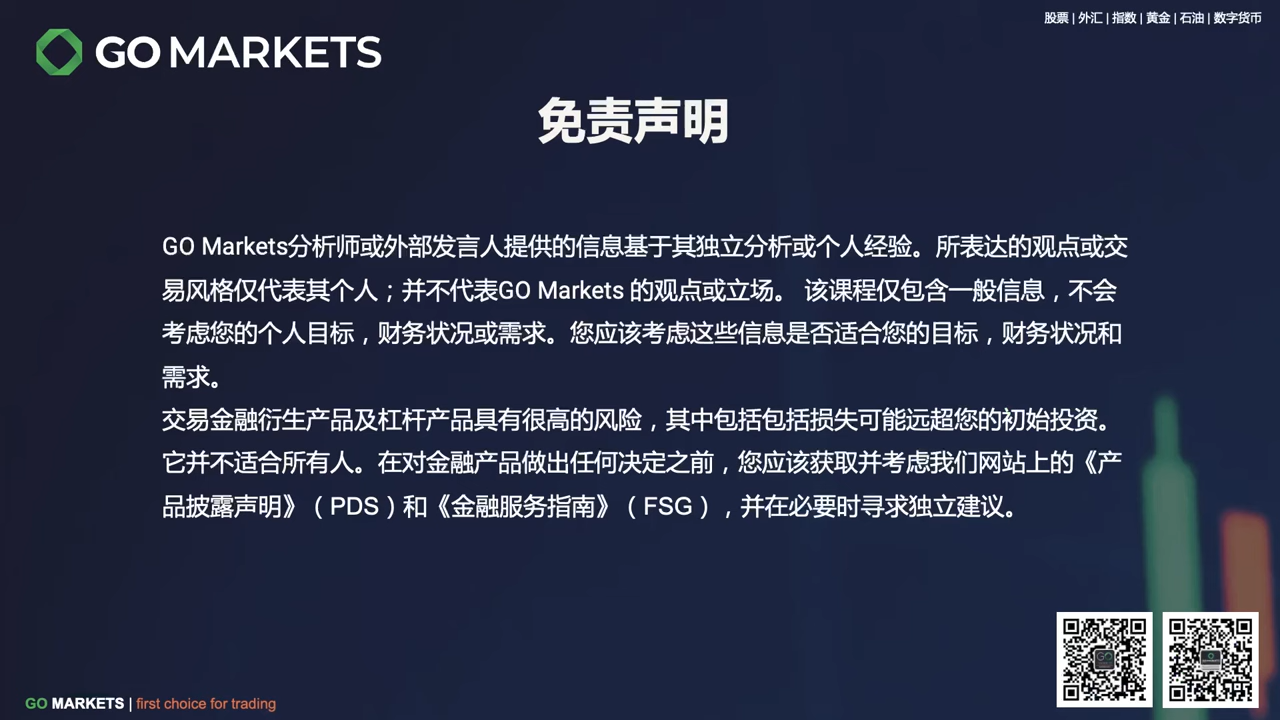 股票 | 外汇 | 指数 | 黄金 | 石油 | 数字货币
GO MARKETS
免责声明
GO Markets分析师或外部发言人提供的信息基于其独立分析或个人经验。所表达的观点或交
易风格仅代表其个人；并不代表GO Markets 的观点或立场。 该课程仅包含一般信息，不会
考虑您的个人目标，财务状况或需求。您应该考虑这些信息是否适合您的目标，财务状况和
需求。
交易金融衍生产品及杠杆产品具有很高的风险，其中包括包括损失可能远超您的初始投资。
它并不适合所有人。在对金融产品做出任何决定之前，您应该获取并考虑我们网站上的《产
品披露声明》（PDS）和《金融服务指南》（FSG），并在必要时寻求独立建议。
GO MARKETS | first choice for trading